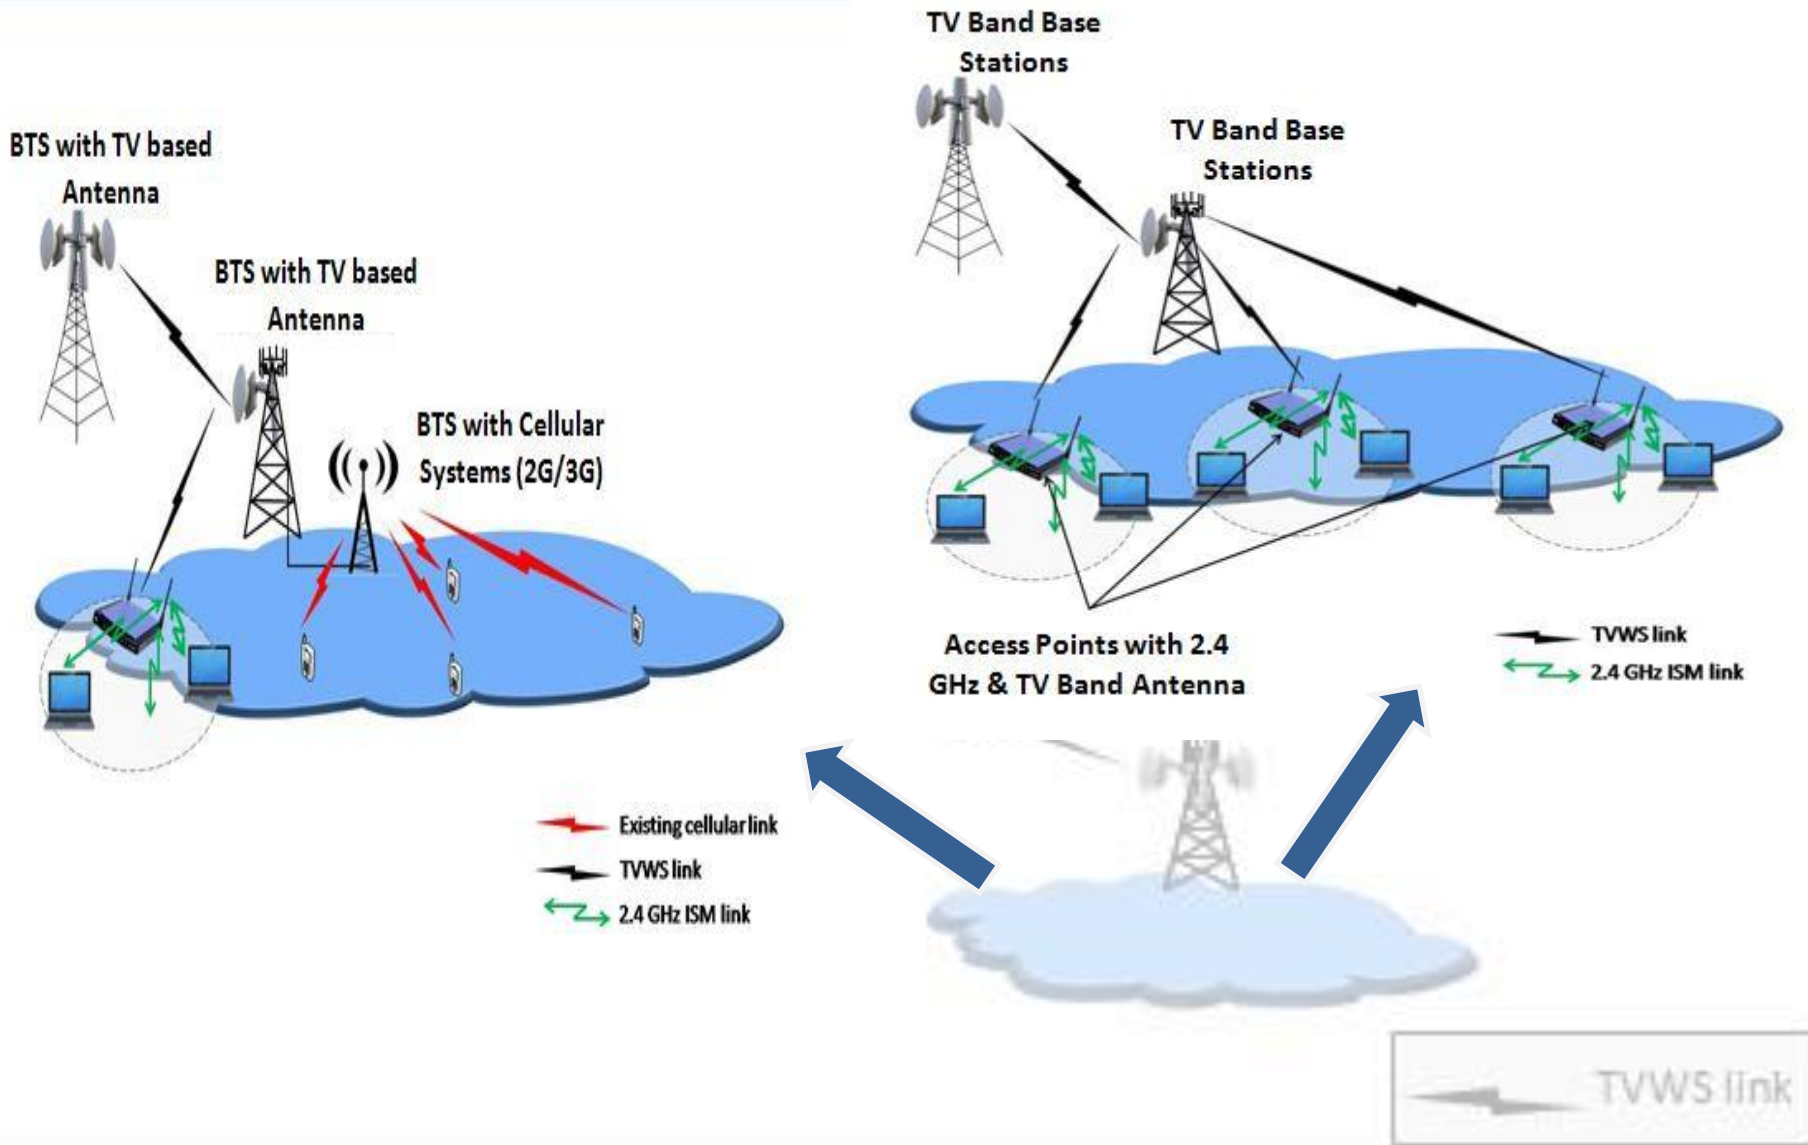 BTS with TV based
Antenna
BTS with TV based
Antenna
BTS with Cellular
Systems (2G/3G)
Existing cellular link
TVWS link
2.4 GHz ISM link
TV Band Base
Stations
TV Band Base
Stations
Access Points with 2.4
GHz & TV Band Antenna
TVWS link
2.4 GHz ISM link
TVWS link